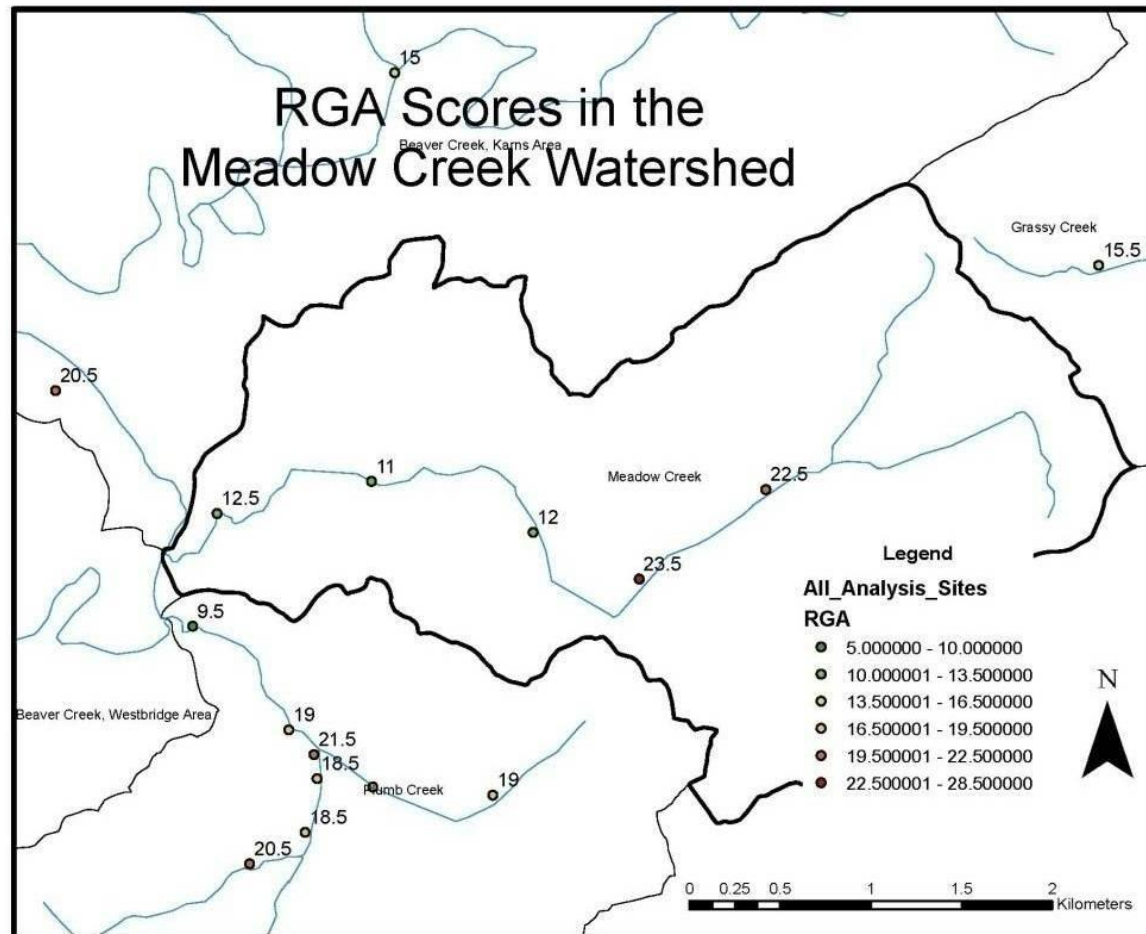 15
RGA Scores in the
Beaver Creek, Karns Area
Meadow Creek Watershed
Grassy Creek
15.5
20.5
11
Meadow Creek
22.5
12.5
12
23.5
Legend
All_Analysis_Sites
RGA
5.000000 - 10.000000
10.000001 - 13.500000
13.500001 - 16.500000
16.500001 - 19.500000
19.500001 - 22.500000
22.500001 - 28.500000
N
9.5
Beaver Creek, Westbridge Area
19
21.5
18.5
Plumb Creek
19
18.5
20.5
0 0.25 0.5 1 1.5 2
Kilometers